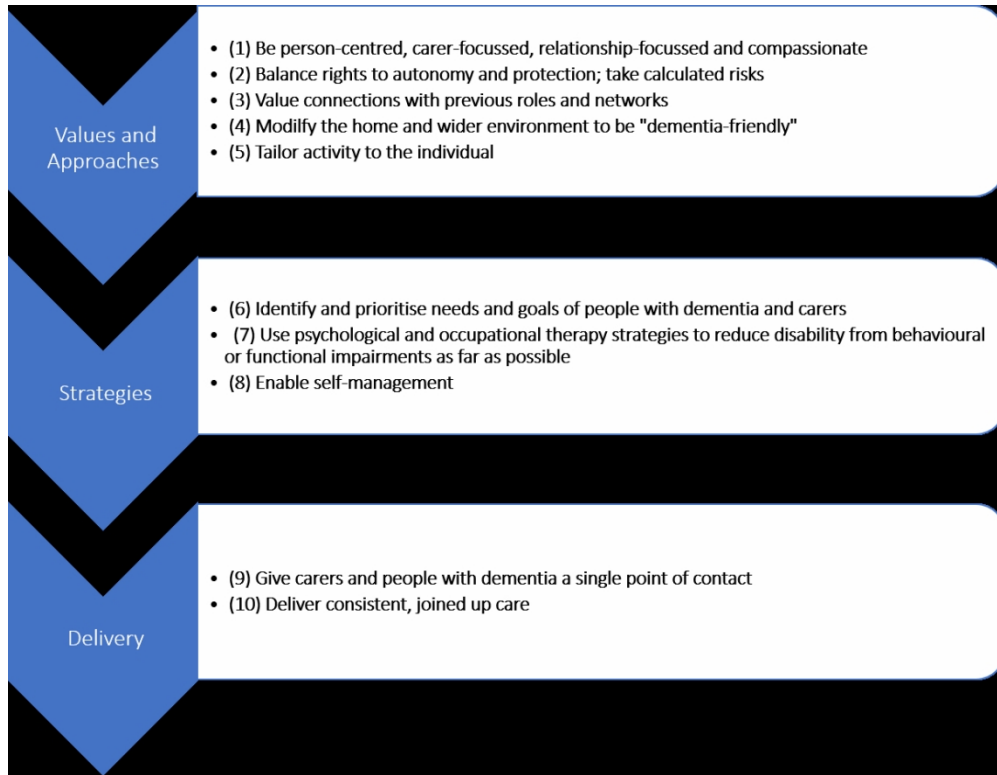 Values and
Approaches
• (1) Be person-centred, carer-focussed, relationship-focussed and compassionate
• (2) Balance rights to autonomy and protection; take calculated risks
• (3) Value connections with previous roles and networks
• (4) Modilfy the home and wider environment to be "dementia-friendly"
• (5) Tailor activity to the individual
Strategies
• (6) Identify and prioritise needs and goals of people with dementia and carers
• (7) Use psychological and occupational therapy strategies to reduce disability from behavioural
or functional impairments as far as possible
• (8) Enable self-management
Delivery
• (9) Give carers and people with dementia a single point of contact
• (10) Deliver consistent, joined up care